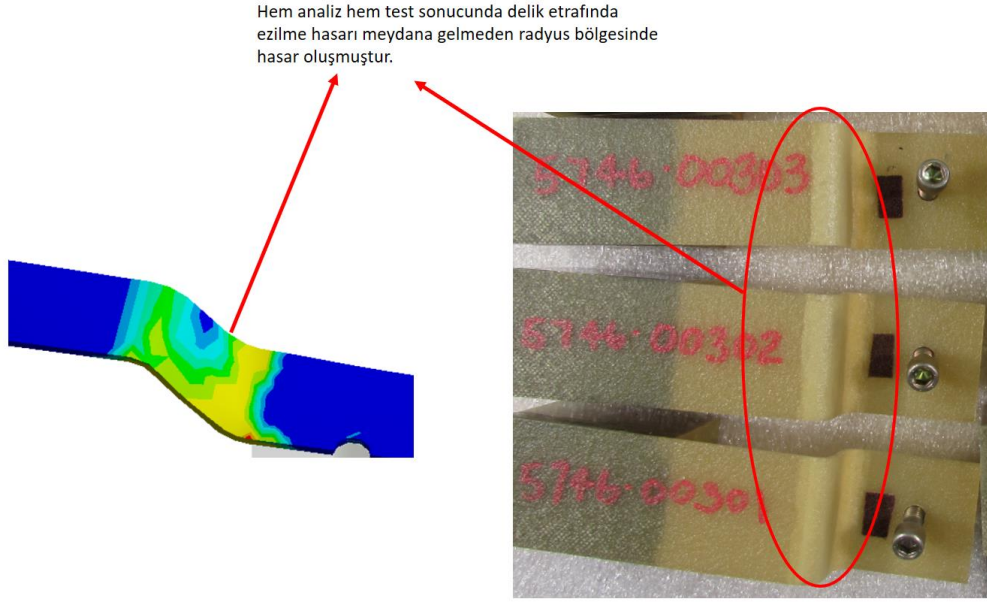 Hem analiz hem test sonucunda delik etrafında
ezilme hasarı meydana gelmeden radyus bölgesinde
hasar oluşmuştur.
5746-00303
5746-00302
5746-00301